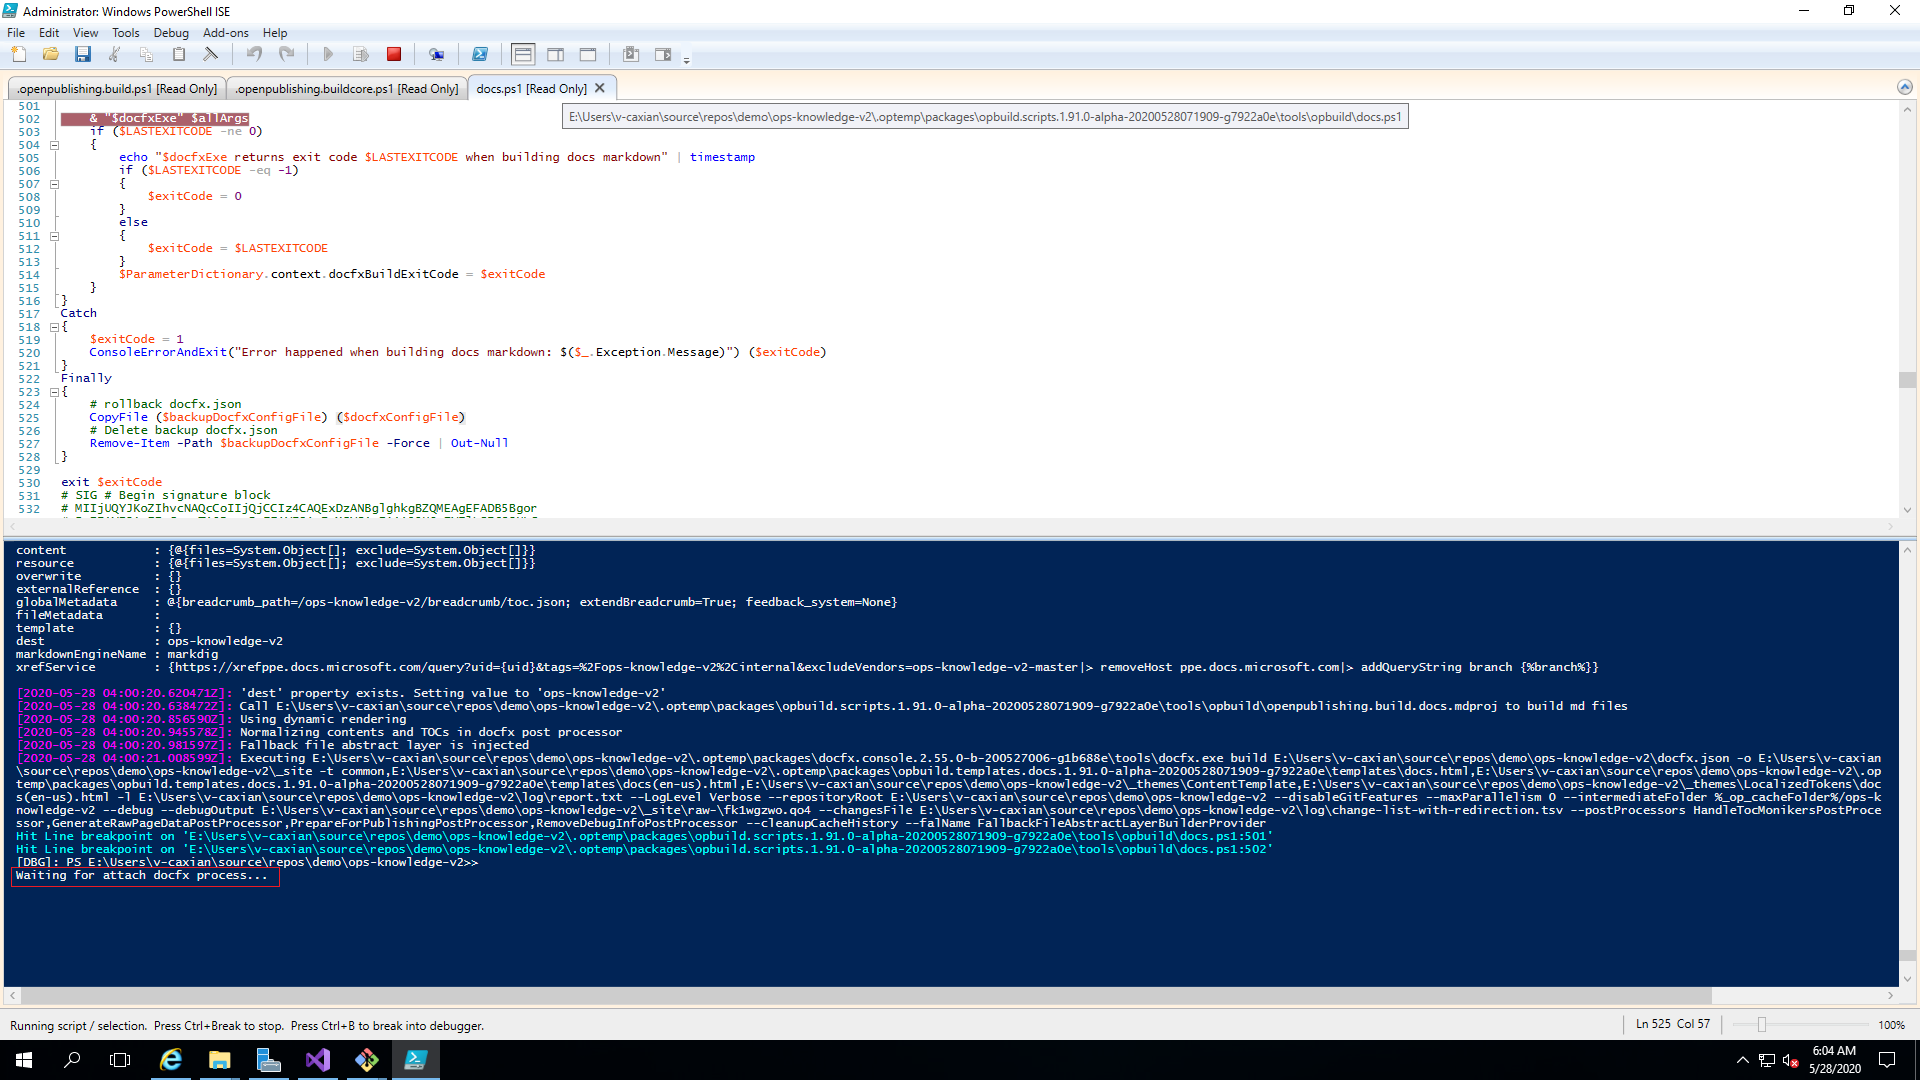 Administrator: Windows PowerShell ISE
File Edit View Tools Debug Add-ons Help
.openpublishing.build.ps1 [Read Only] .openpublishing.buildcore.ps1 [Read Only] docs.ps1 [Read Only]
E:\Users\v-caxian\source\repos\demo\ops-knowledge-v2\.optemp\packages\opbuild.scripts.1.91.0-alpha-20200528071909-g7922a0e\tools\opbuild\docs.ps1
501
502 & "$docfxExe" $allArgs
503 if ($LASTEXITCODE -ne 0)
504 {
505 echo "$docfxExe returns exit code $LASTEXITCODE when building docs markdown" | timestamp
506 if ($LASTEXITCODE -eq -1)
507 {
508 $exitCode = 0
509 }
510 else
511 {
512 $exitCode = $LASTEXITCODE
513 }
514 $ParameterDictionary.context.docfxBuildExitCode = $exitCode
515 }
516 }
517 Catch
518 {
519 $exitCode = 1
520 ConsoleErrorAndExit("Error happened when building docs markdown: $($_.Exception.Message)") ($exitCode)
521 }
522 Finally
523 {
524 # rollback docfx.json
525 CopyFile ($backupDocfxConfigFile) ($docfxConfigFile)
526 # Delete backup docfx.json
527 Remove-Item -Path $backupDocfxConfigFile -Force | Out-Null
528 }
529
530 exit $exitCode
531 # SIG # Begin signature block
532 # MIIjUQYJKoZIhvcNAQcCoIIjQjCCIz4CAQExDzANBglghkgBZQMEAgEFADB5Bgor
content : {@{files=System.Object[]; exclude=System.Object[]}}
resource : {@{files=System.Object[]; exclude=System.Object[]}}
overwrite : {}
externalReference : {}
globalMetadata : @{breadcrumb_path=/ops-knowledge-v2/breadcrumb/toc.json; extendBreadcrumb=True; feedback_system=None}
fileMetadata :
template : {}
dest : ops-knowledge-v2
markdownEngineName : markdig
xrefService : {https://xrefppe.docs.microsoft.com/query?uid={uid}&tags=%2Fops-knowledge-v2%2Cinternal&excludeVendors=ops-knowledge-v2-master|> removeHost ppe.docs.microsoft.com|> addQueryString branch {%branch%}}
[2020-05-28 04:00:20.620471Z]: 'dest' property exists. Setting value to 'ops-knowledge-v2'
[2020-05-28 04:00:20.638472Z]: Call E:\Users\v-caxian\source\repos\demo\ops-knowledge-v2\.optemp\packages\opbuild.scripts.1.91.0-alpha-20200528071909-g7922a0e\tools\opbuild\openpublishing.build.docs.mdproj to build md files
[2020-05-28 04:00:20.856590Z]: Using dynamic rendering
[2020-05-28 04:00:20.945578Z]: Normalizing contents and TOCs in docfx post processor
[2020-05-28 04:00:20.981597Z]: Fallback file abstract layer is injected
[2020-05-28 04:00:21.008599Z]: Executing E:\Users\v-caxian\source\repos\demo\ops-knowledge-v2\.optemp\packages\docfx.console.2.55.0-b-200527006-g1b688e\tools\docfx.exe build E:\Users\v-caxian\source\repos\demo\ops-knowledge-v2\docfx.json -o E:\Users\v-caxian
\source\repos\demo\ops-knowledge-v2\_site -t common,E:\Users\v-caxian\source\repos\demo\ops-knowledge-v2\.optemp\packages\opbuild.templates.docs.1.91.0-alpha-20200528071909-g7922a0e\templates\docs.html,E:\Users\v-caxian\source\repos\demo\ops-knowledge-v2\.op
temp\packages\opbuild.templates.docs.1.91.0-alpha-20200528071909-g7922a0e\templates\docs(en-us).html,E:\Users\v-caxian\source\repos\demo\ops-knowledge-v2\_themes\ContentTemplate,E:\Users\v-caxian\source\repos\demo\ops-knowledge-v2\_themes\LocalizedTokens\doc
s(en-us).html -l E:\Users\v-caxian\source\repos\demo\ops-knowledge-v2\log\report.txt --LogLevel Verbose --repositoryRoot E:\Users\v-caxian\source\repos\demo\ops-knowledge-v2 --disableGitFeatures --maxParallelism 0 --intermediateFolder %_op_cacheFolder%/ops-k
nowledge-v2 --debug --debugOutput E:\Users\v-caxian\source\repos\demo\ops-knowledge-v2\_site\raw-\fk1wgzwo.qo4 --changesFile E:\Users\v-caxian\source\repos\demo\ops-knowledge-v2\log\change-list-with-redirection.tsv --postProcessors HandleTocMonikersPostProce
ssor,GenerateRawPageDataPostProcessor,PrepareForPublishingPostProcessor,RemoveDebugInfoPostProcessor --cleanupCacheHistory --falName FallbackFileAbstractLayerBuilderProvider
Hit Line breakpoint on 'E:\Users\v-caxian\source\repos\demo\ops-knowledge-v2\.optemp\packages\opbuild.scripts.1.91.0-alpha-20200528071909-g7922a0e\tools\opbuild\docs.ps1:501'
Hit Line breakpoint on 'E:\Users\v-caxian\source\repos\demo\ops-knowledge-v2\.optemp\packages\opbuild.scripts.1.91.0-alpha-20200528071909-g7922a0e\tools\opbuild\docs.ps1:502'
[DBG]: PS E:\Users\v-caxian\source\repos\demo\ops-knowledge-v2>>
Waiting for attach docfx process...
Running script / selection. Press Ctrl+Break to stop. Press Ctrl+B to break into debugger.
Ln 525 Col 57
100%
6:04 AM
5/28/2020